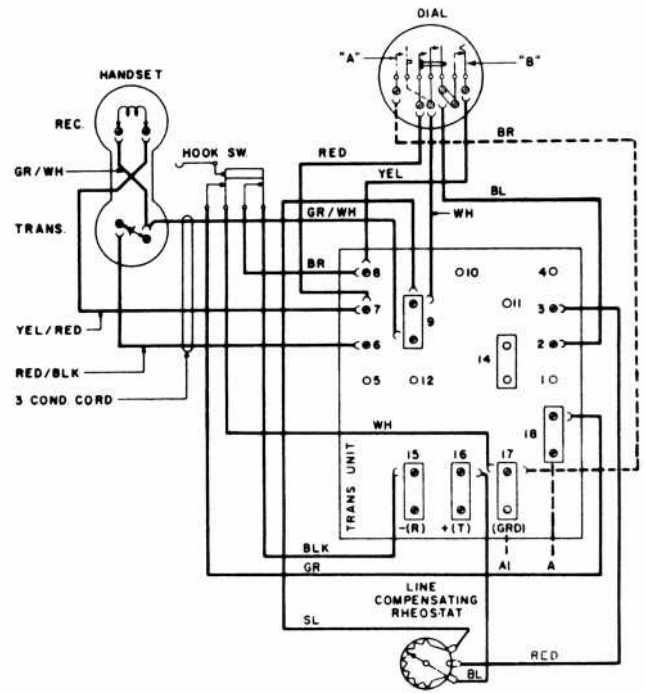 DIAL
"A"
"B"
HANDSET
REC.
BR
HOOK SW.
RED
GR/WH
YEL
BL
GR/WH
WH
TRANS.
BR
8
10
4
11
7
9
3
YEL/RED
6
14
2
RED/BLK
5
12
1
3 COND CORD
WH
18
15
16
17
TRANS UNIT
-(R)
+(T)
(GRD)
BLK
A1
A
GR
LINE
COMPENSATING
RHEOSTAT
SL
RED
BL